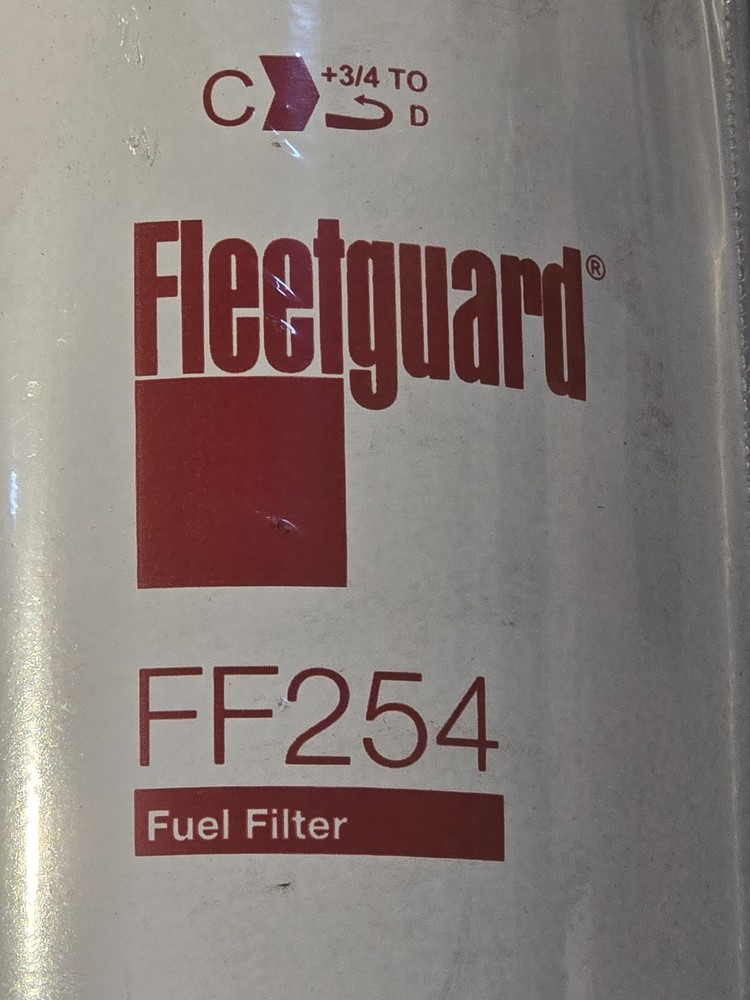 C +3/4 TO
D
Fleetguard®
FF254
Fuel Filter